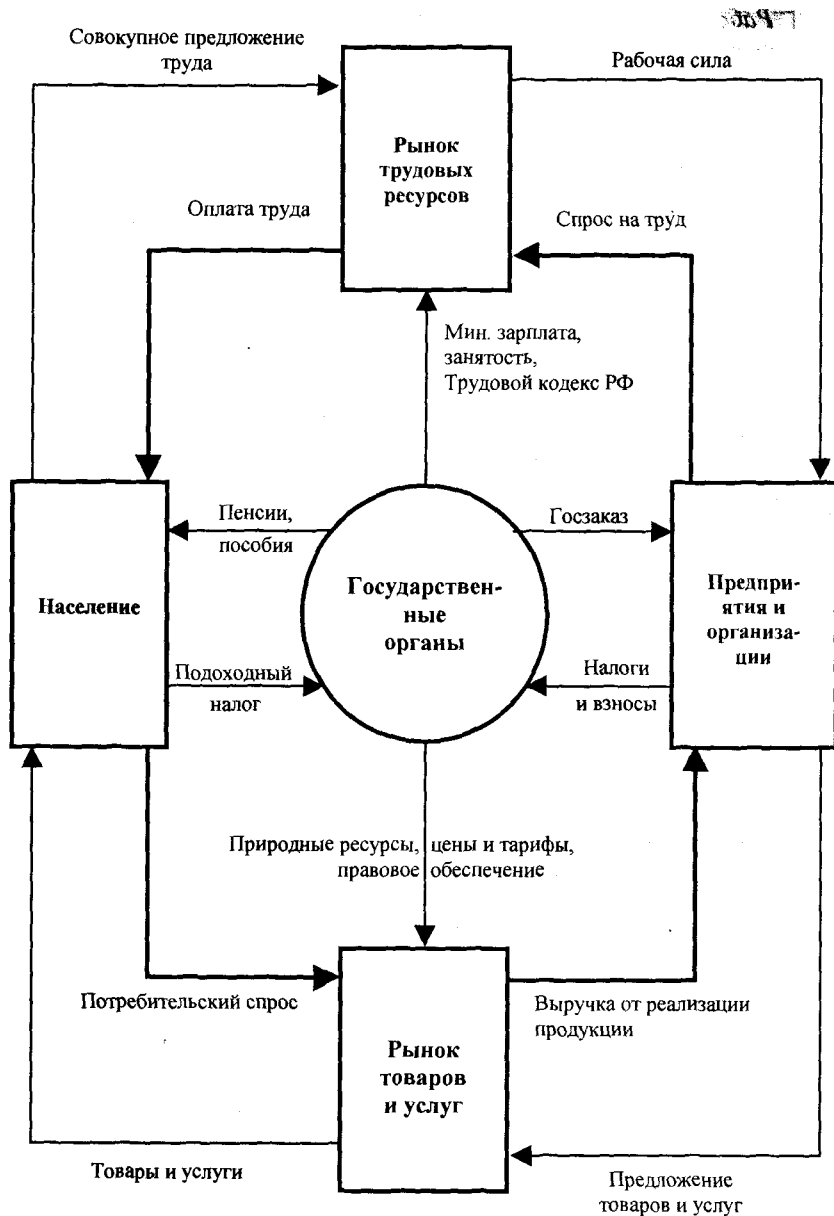 Совокупное предложение
труда
Рабочая сила
Рынок
трудовых
ресурсов
Оплата труда
Спрос на труд
Мин. зарплата,
занятость,
Трудовой кодекс РФ
Пенсии,
пособия
Госзаказ
Население
Государствен-
ные
органы
Предпри-
ятия и
организа-
ции
Подоходный
налог
Налоги
и взносы
Природные ресурсы, цены и тарифы,
правовое обеспечение
Потребительский спрос
Выручка от реализации
продукции
Рынок
товаров
и услуг
Товары и услуги
Предложение
товаров и услуг